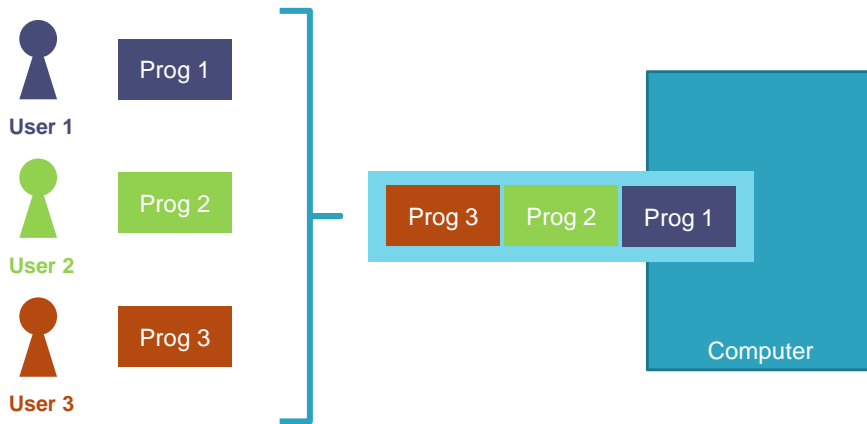 Prog 1
User 1
Prog 2
User 2
Prog 3
User 3
Prog 3 Prog 2 Prog 1
Computer